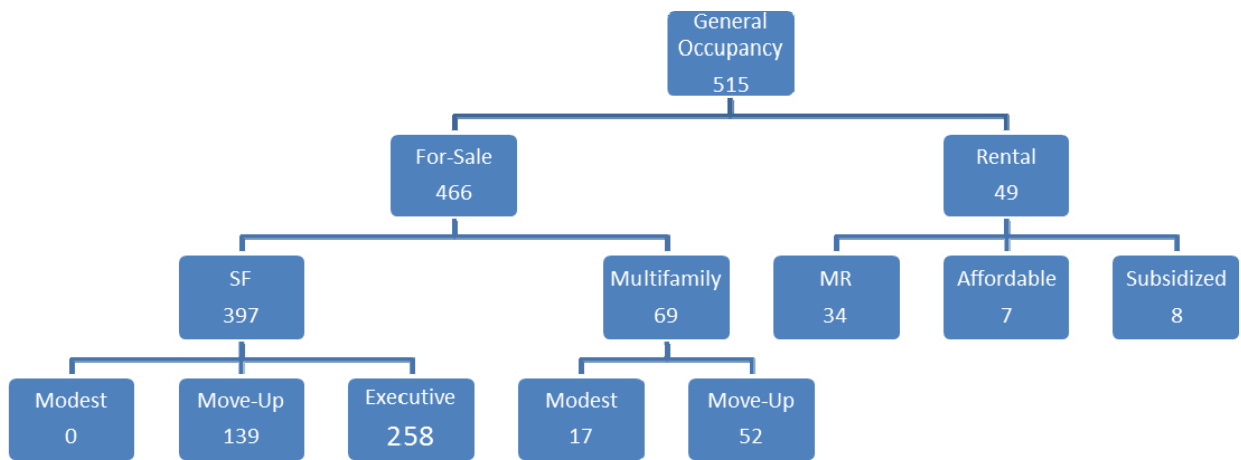 General
Occupancy
515
For-Sale
466
Rental
49
SF
397
Multifamily
69
MR
34
Affordable
7
Subsidized
8
Modest
0
Move-Up
139
Executive
258
Modest
17
Move-Up
52